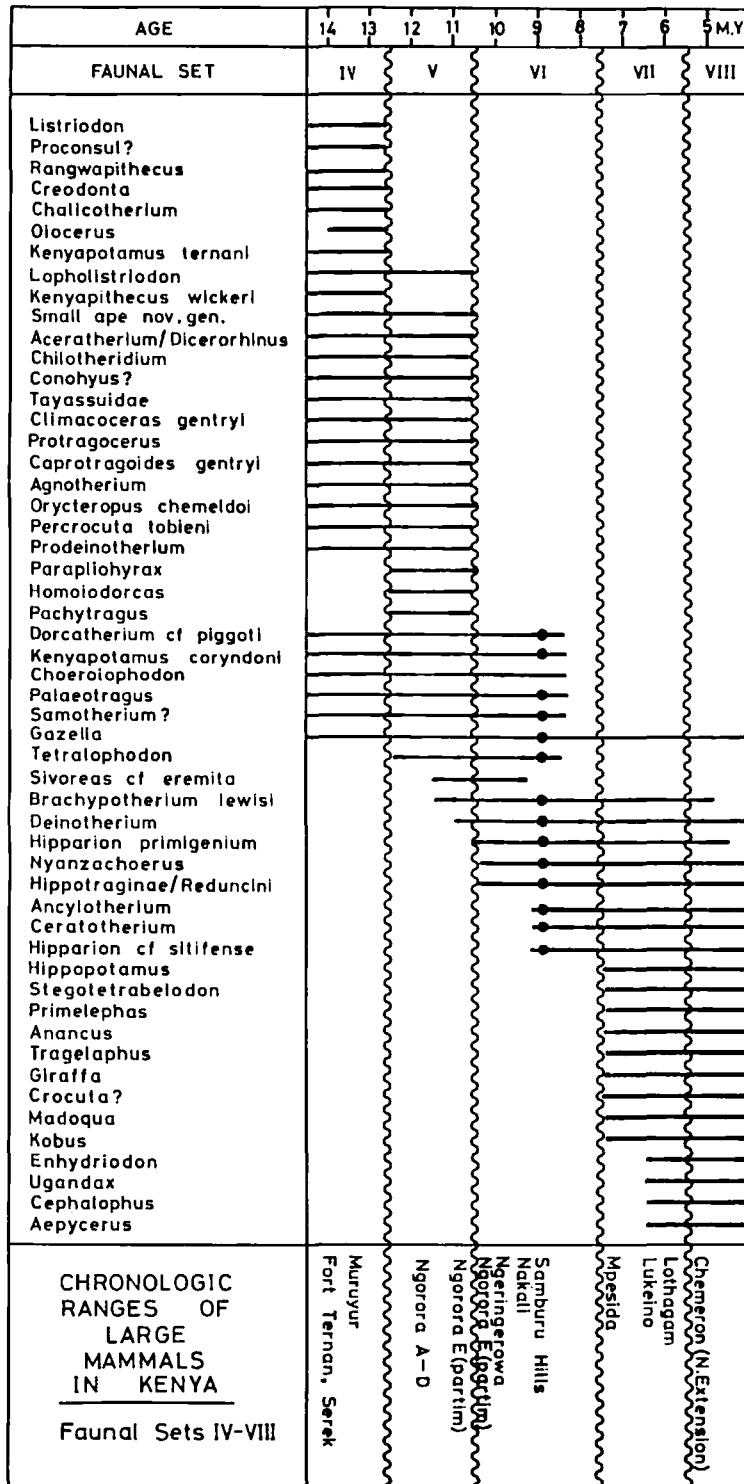 AGE
14 13 12 11 10 9 8 7 6 5 M.Y.
FAUNAL SET
IV V VI VII VIII
Listriodon
Proconsul?
Rangwapithecus
Creodonta
Chalicotherium
Oiocerus
Kenyapotamus ternani
Lopholistriodon
Kenyapithecus wickeri
Small ape nov. gen.
Aceratherium/Dicerorhinus
Chilotheridium
Conohyus?
Tayassuidae
Climacoceras gentryi
Protragocerus
Caprotragoides gentryi
Agnotherium
Orycteropus chemeldoi
Percrocuta tobieni
Prodeinotherium
Parapliohyrax
Homoiodorcas
Pachytragus
Dorcatherium cf piggoti
Kenyapotamus coryndoni
Choerolophodon
Palaeotragus
Samotherium?
Gazella
Tetralophodon
Sivoreas cf eremita
Brachypotherium lewisi
Deinotherium
Hipparion primigenium
Nyanzachoerus
Hippotraginae/Reduncini
Ancylotherium
Ceratotherium
Hipparion cf sitifense
Hippopotamus
Stegotetrabelodon
Primelephas
Anancus
Tragelaphus
Giraffa
Crocuta?
Madoqua
Kobus
Enhydriodon
Ugandax
Cephalophus
Aepycerus
CHRONOLOGIC
RANGES OF
LARGE
MAMMALS
IN KENYA
Faunal Sets IV-VIII
Muruyur
Fort Ternan, Serek
Ngorora A-D
Ngorora E (partim)
Samburu Hills
Nakali
Ngeringerowa
Ngorora E (partim)
Mpesida
Lothagam
Lukeino
Chemeron (N.Extension)